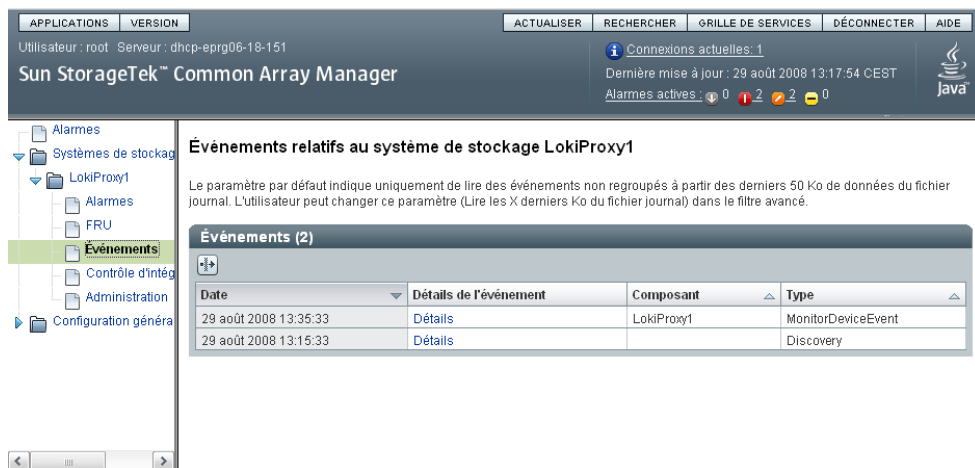 APPLICATIONS VERSION ACTUALISER RECHERCHER GRILLE DE SERVICES DÉCONNECTER AIDE
Utilisateur : root Serveur : dhcp-eprg06-18-151
Sun StorageTek™ Common Array Manager
Connexions actuelles: 1
Dernière mise à jour : 29 août 2008 13:17:54 CEST
Alarmes actives : 0 2 2 0
Java™
Alarmes
Systèmes de stockag
LokiProxy1
Alarmes
FRU
Événements
Contrôle d'intég
Administration
Configuration généra
Événements relatifs au système de stockage LokiProxy1
Le paramètre par défaut indique uniquement de lire des événements non regroupés à partir des derniers 50 Ko de données du fichier
journal. L'utilisateur peut changer ce paramètre (Lire les X derniers Ko du fichier journal) dans le filtre avancé.
Événements (2)
Date Détails de l'événement Composant Type
29 août 2008 13:35:33 Détails LokiProxy1 MonitorDeviceEvent
29 août 2008 13:15:33 Détails Discovery